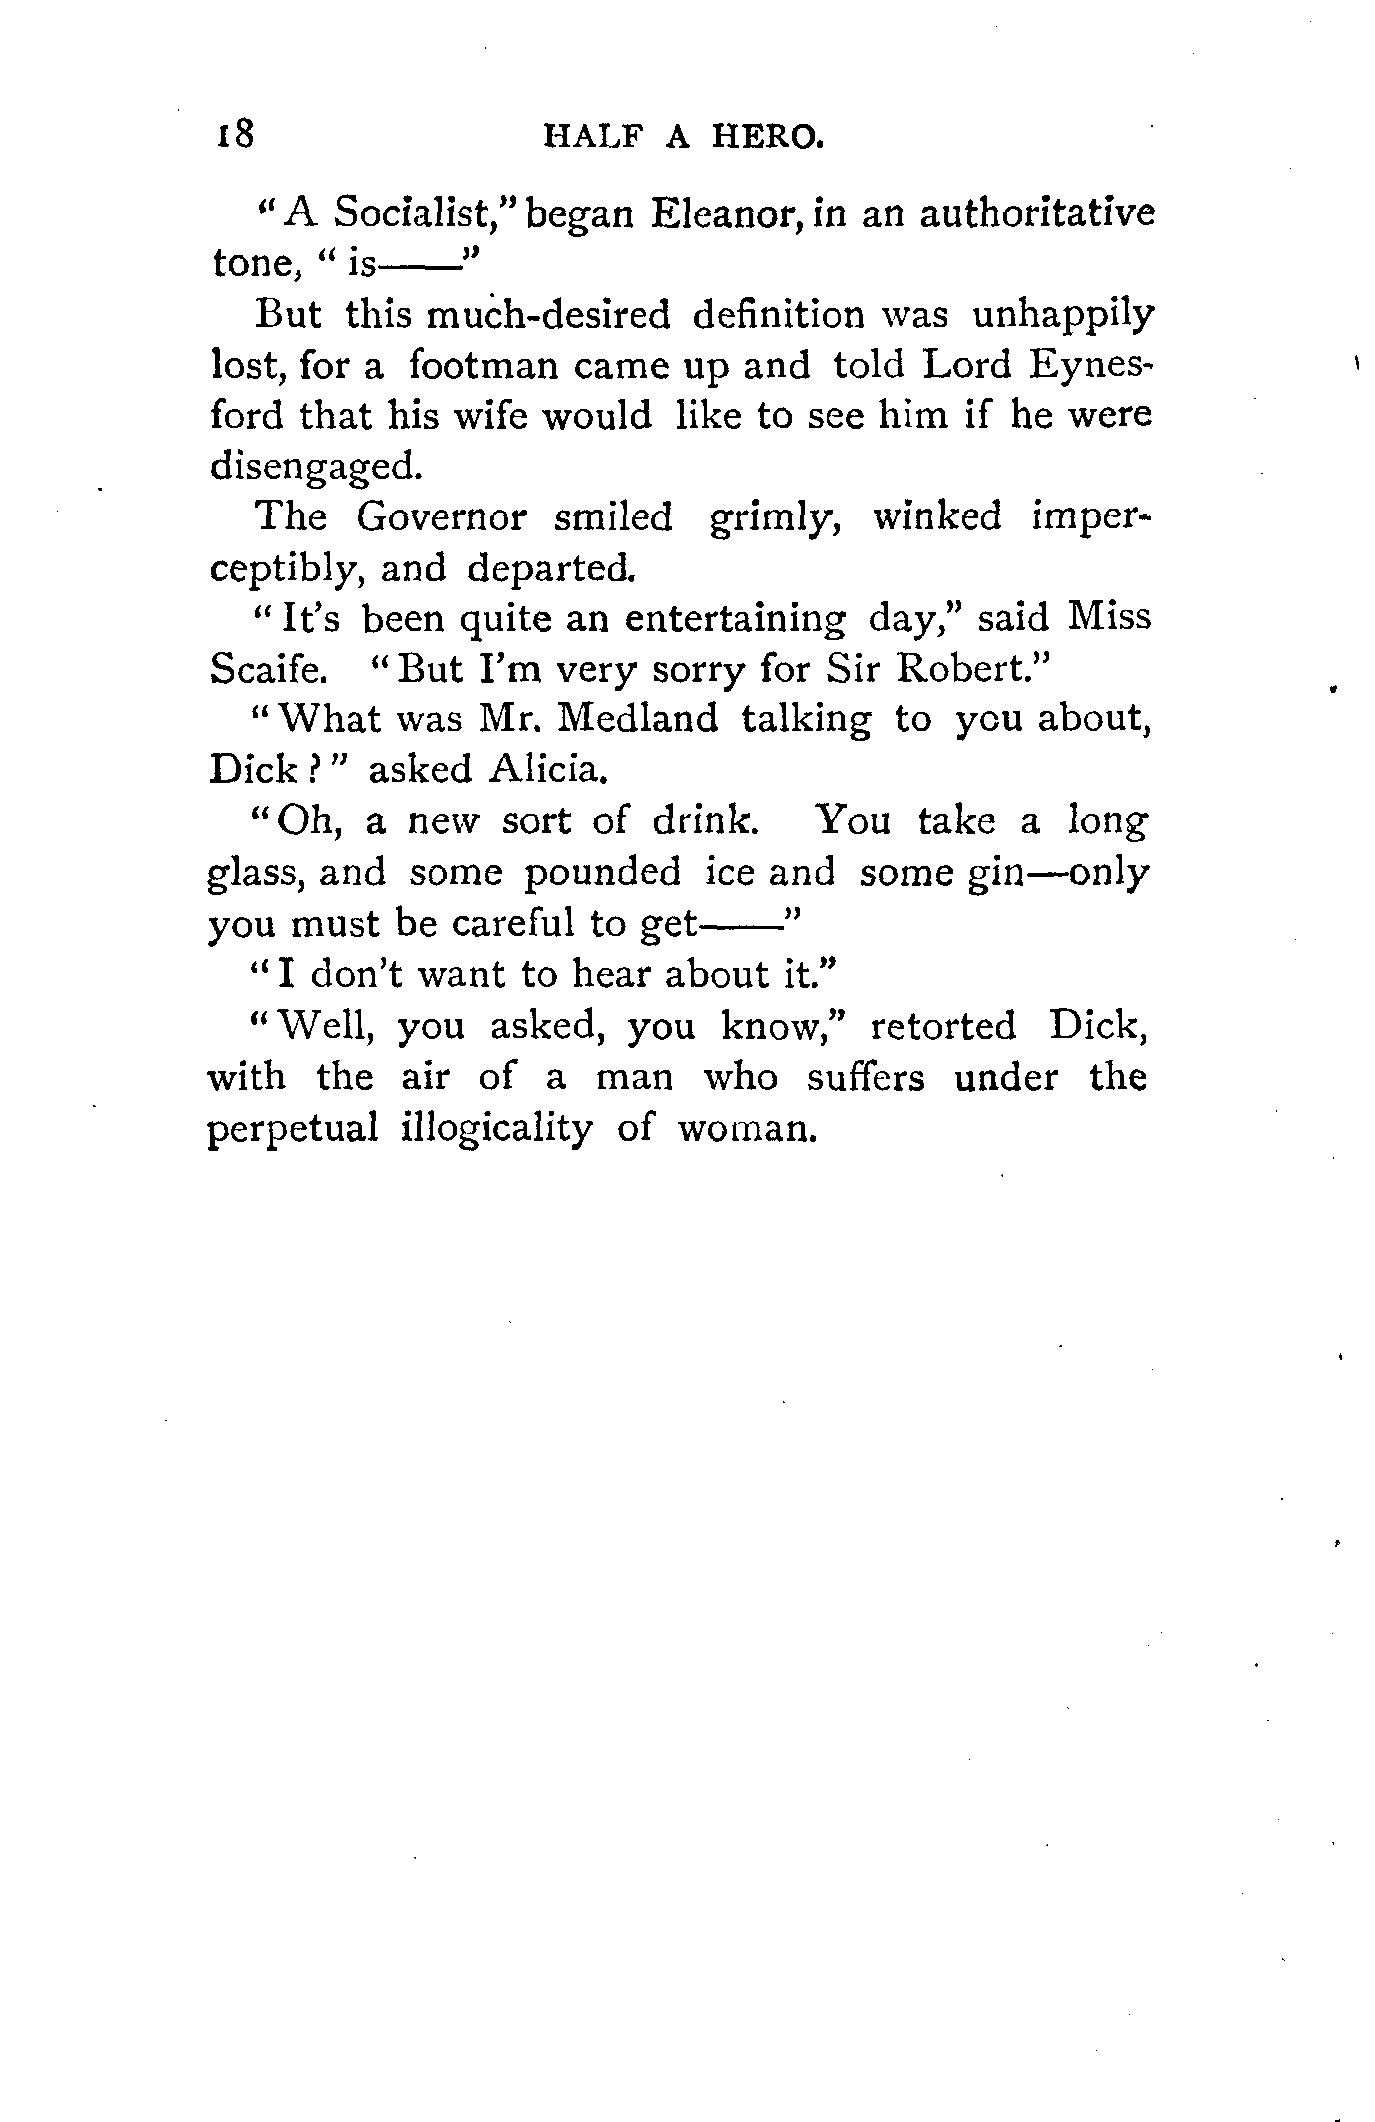 18 HALF A HERO.
“A Socialist,” began Eleanor, in an authoritative
tone, “is——”
But this much-desired definition was unhappily
lost, for a footman came up and told Lord Eynes-
ford that his wife would like to see him if he were
disengaged.
The Governor smiled grimly, winked imper-
ceptibly, and departed.
“It’s been quite an entertaining day,” said Miss
Scaife. “But I’m very sorry for Sir Robert.”
“What was Mr. Medland talking to you about,
Dick?” asked Alicia.
“Oh, a new sort of drink. You take a long
glass, and some pounded ice and some gin—only
you must be careful to get——”
“I don’t want to hear about it.”
“Well, you asked, you know,” retorted Dick,
with the air of a man who suffers under the
perpetual illogicality of woman.